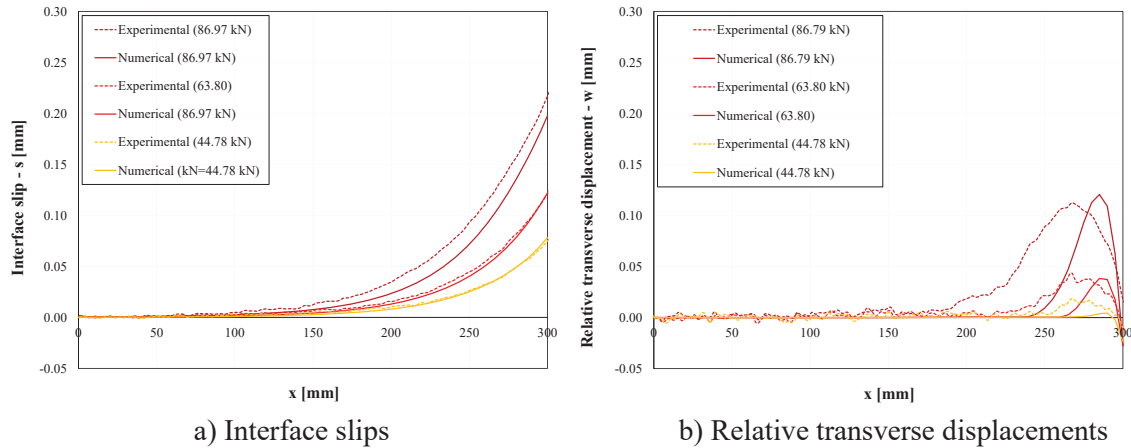 0.30
0.25
0.20
0.15
0.10
0.05
0.00
-0.05
Interface slip - s [mm]
Experimental (86.97 kN)
Numerical (86.97 kN)
Experimental (63.80)
Numerical (86.97 kN)
Experimental (44.78 kN)
Numerical (kN=44.78 kN)
0 50 100 150 200 250 300
x [mm]
a) Interface slips
0.30
0.25
0.20
0.15
0.10
0.05
0.00
-0.05
Relative transverse displacement - w [mm]
Experimental (86.79 kN)
Numerical (86.79 kN)
Experimental (63.80 kN)
Numerical (63.80)
Experimental (44.78 kN)
Numerical (44.78 kN)
0 50 100 150 200 250 300
x [mm]
b) Relative transverse displacements